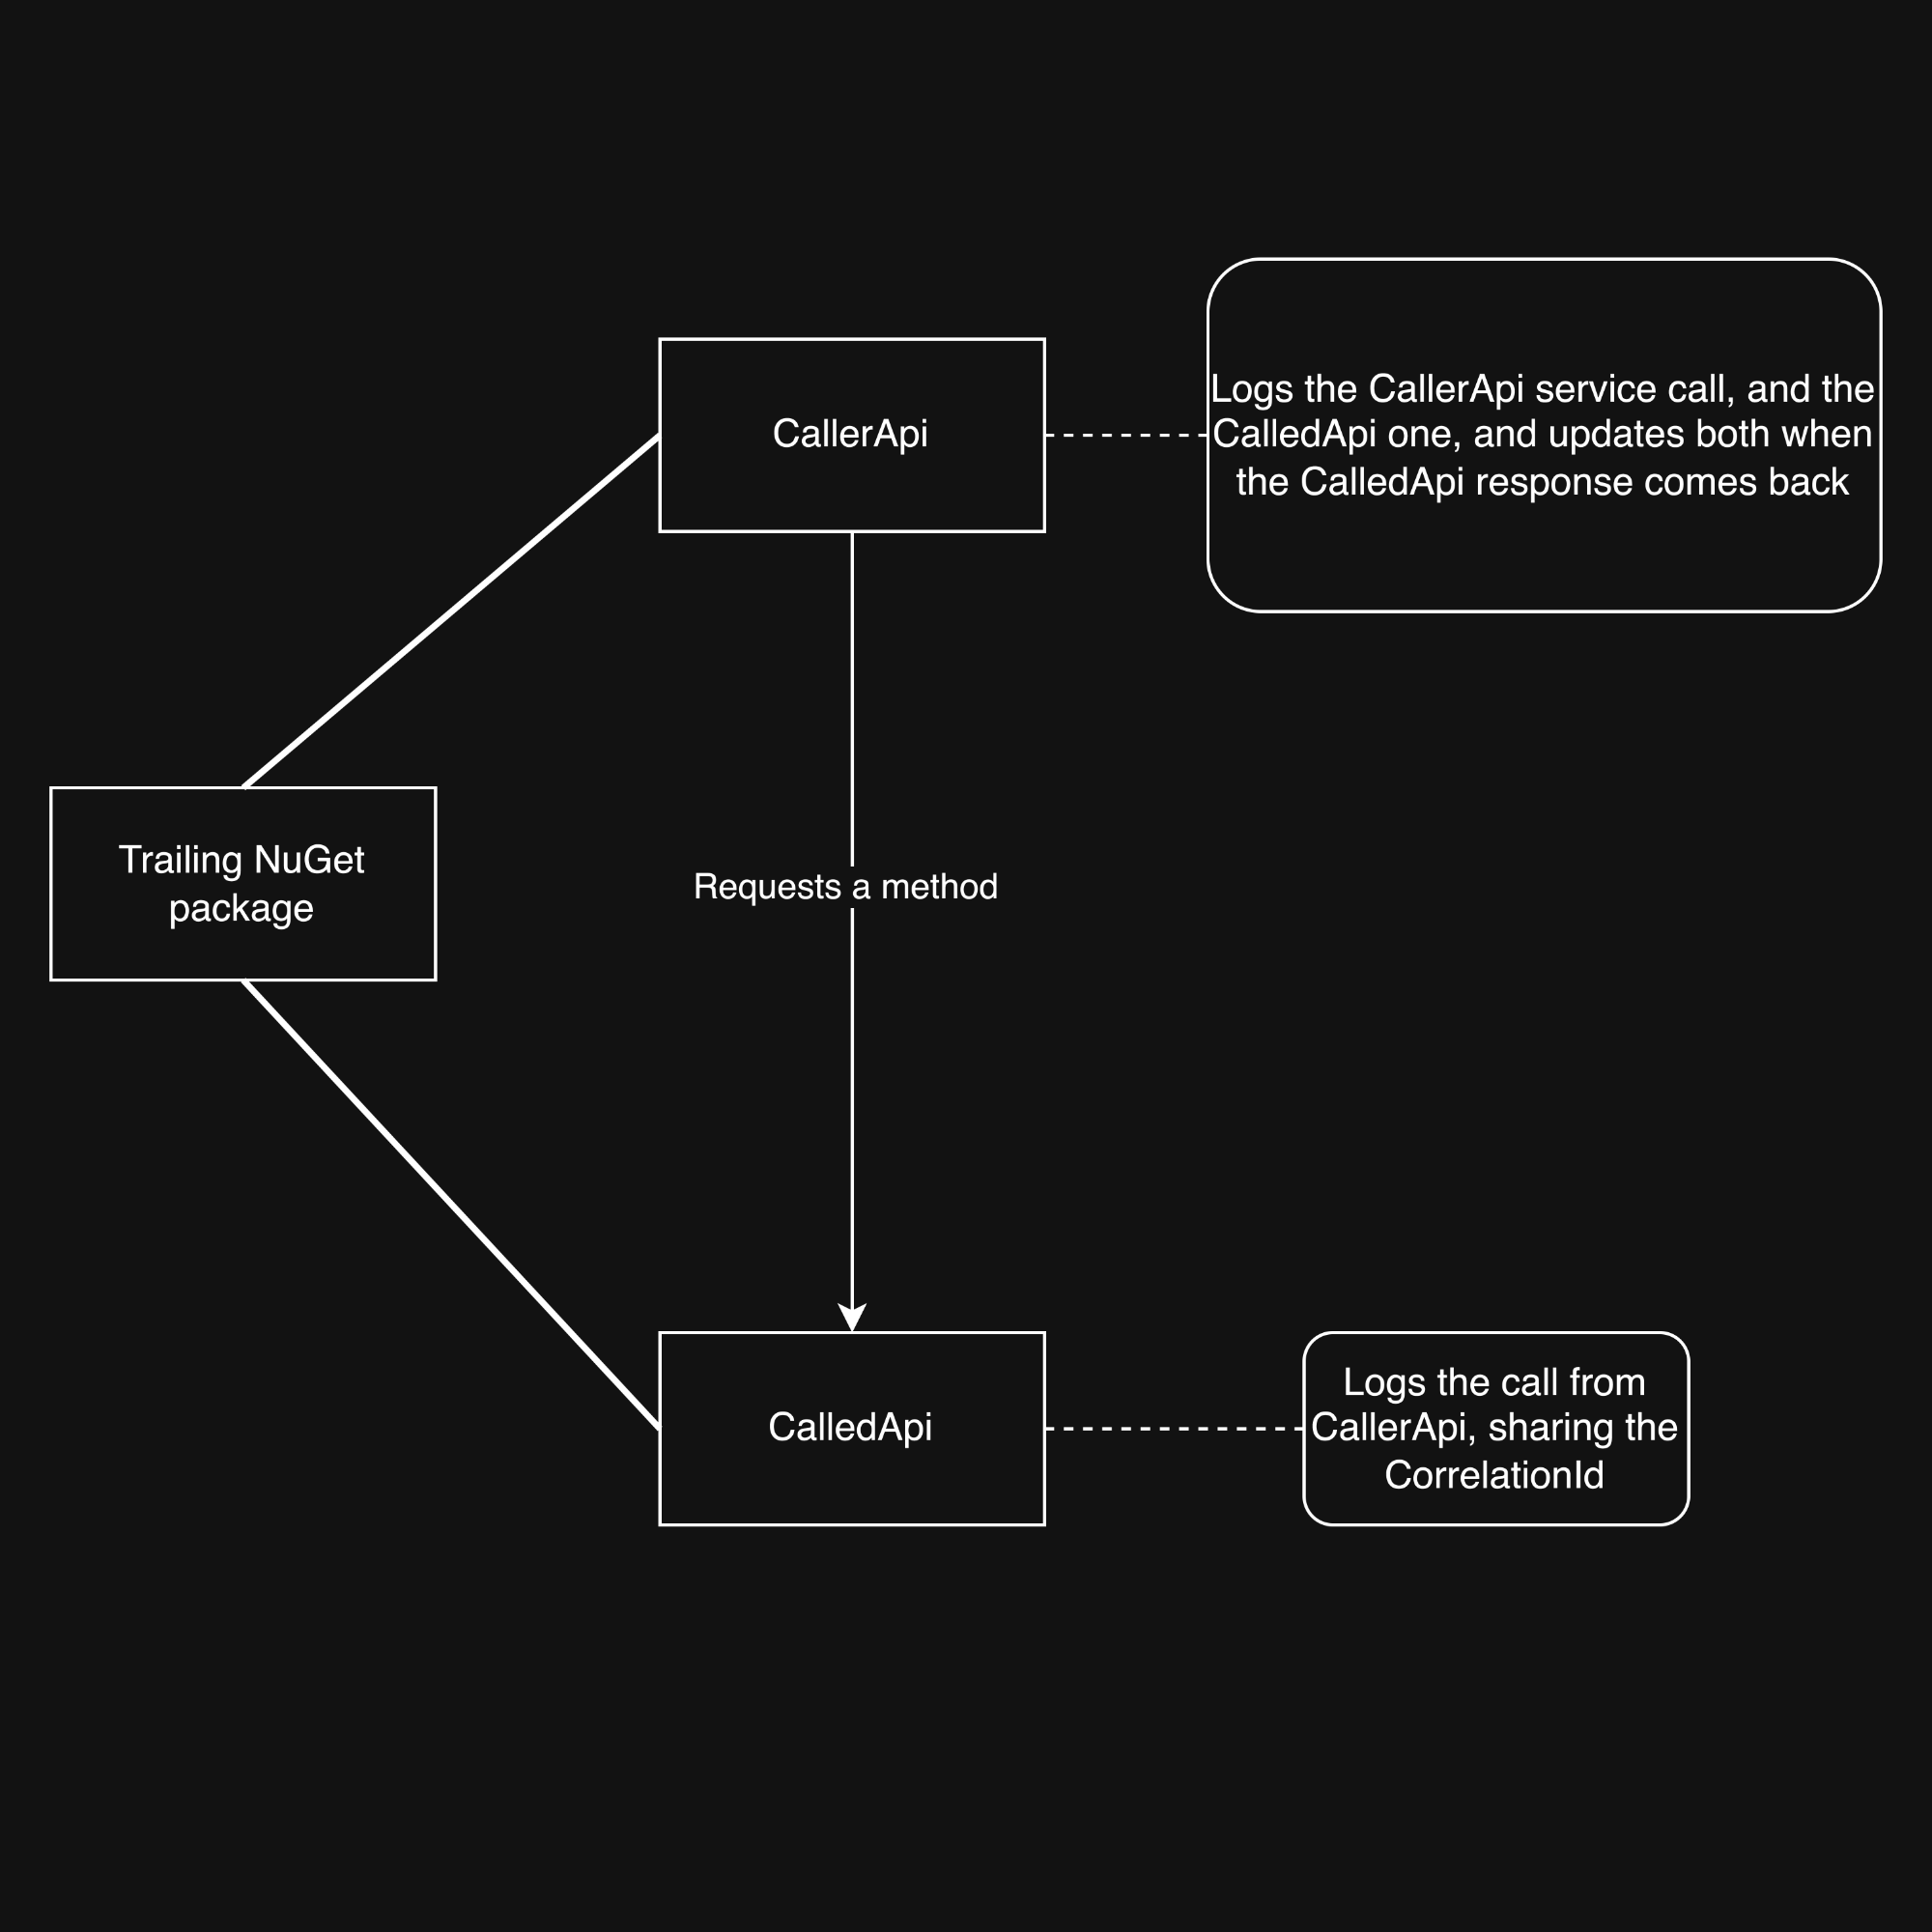 CallerApi
Logs the CallerApi service call, and the
CalledApi one, and updates both when
the CalledApi response comes back
Trailing NuGet
package
Requests a method
CalledApi
Logs the call from
CallerApi, sharing the
CorrelationId